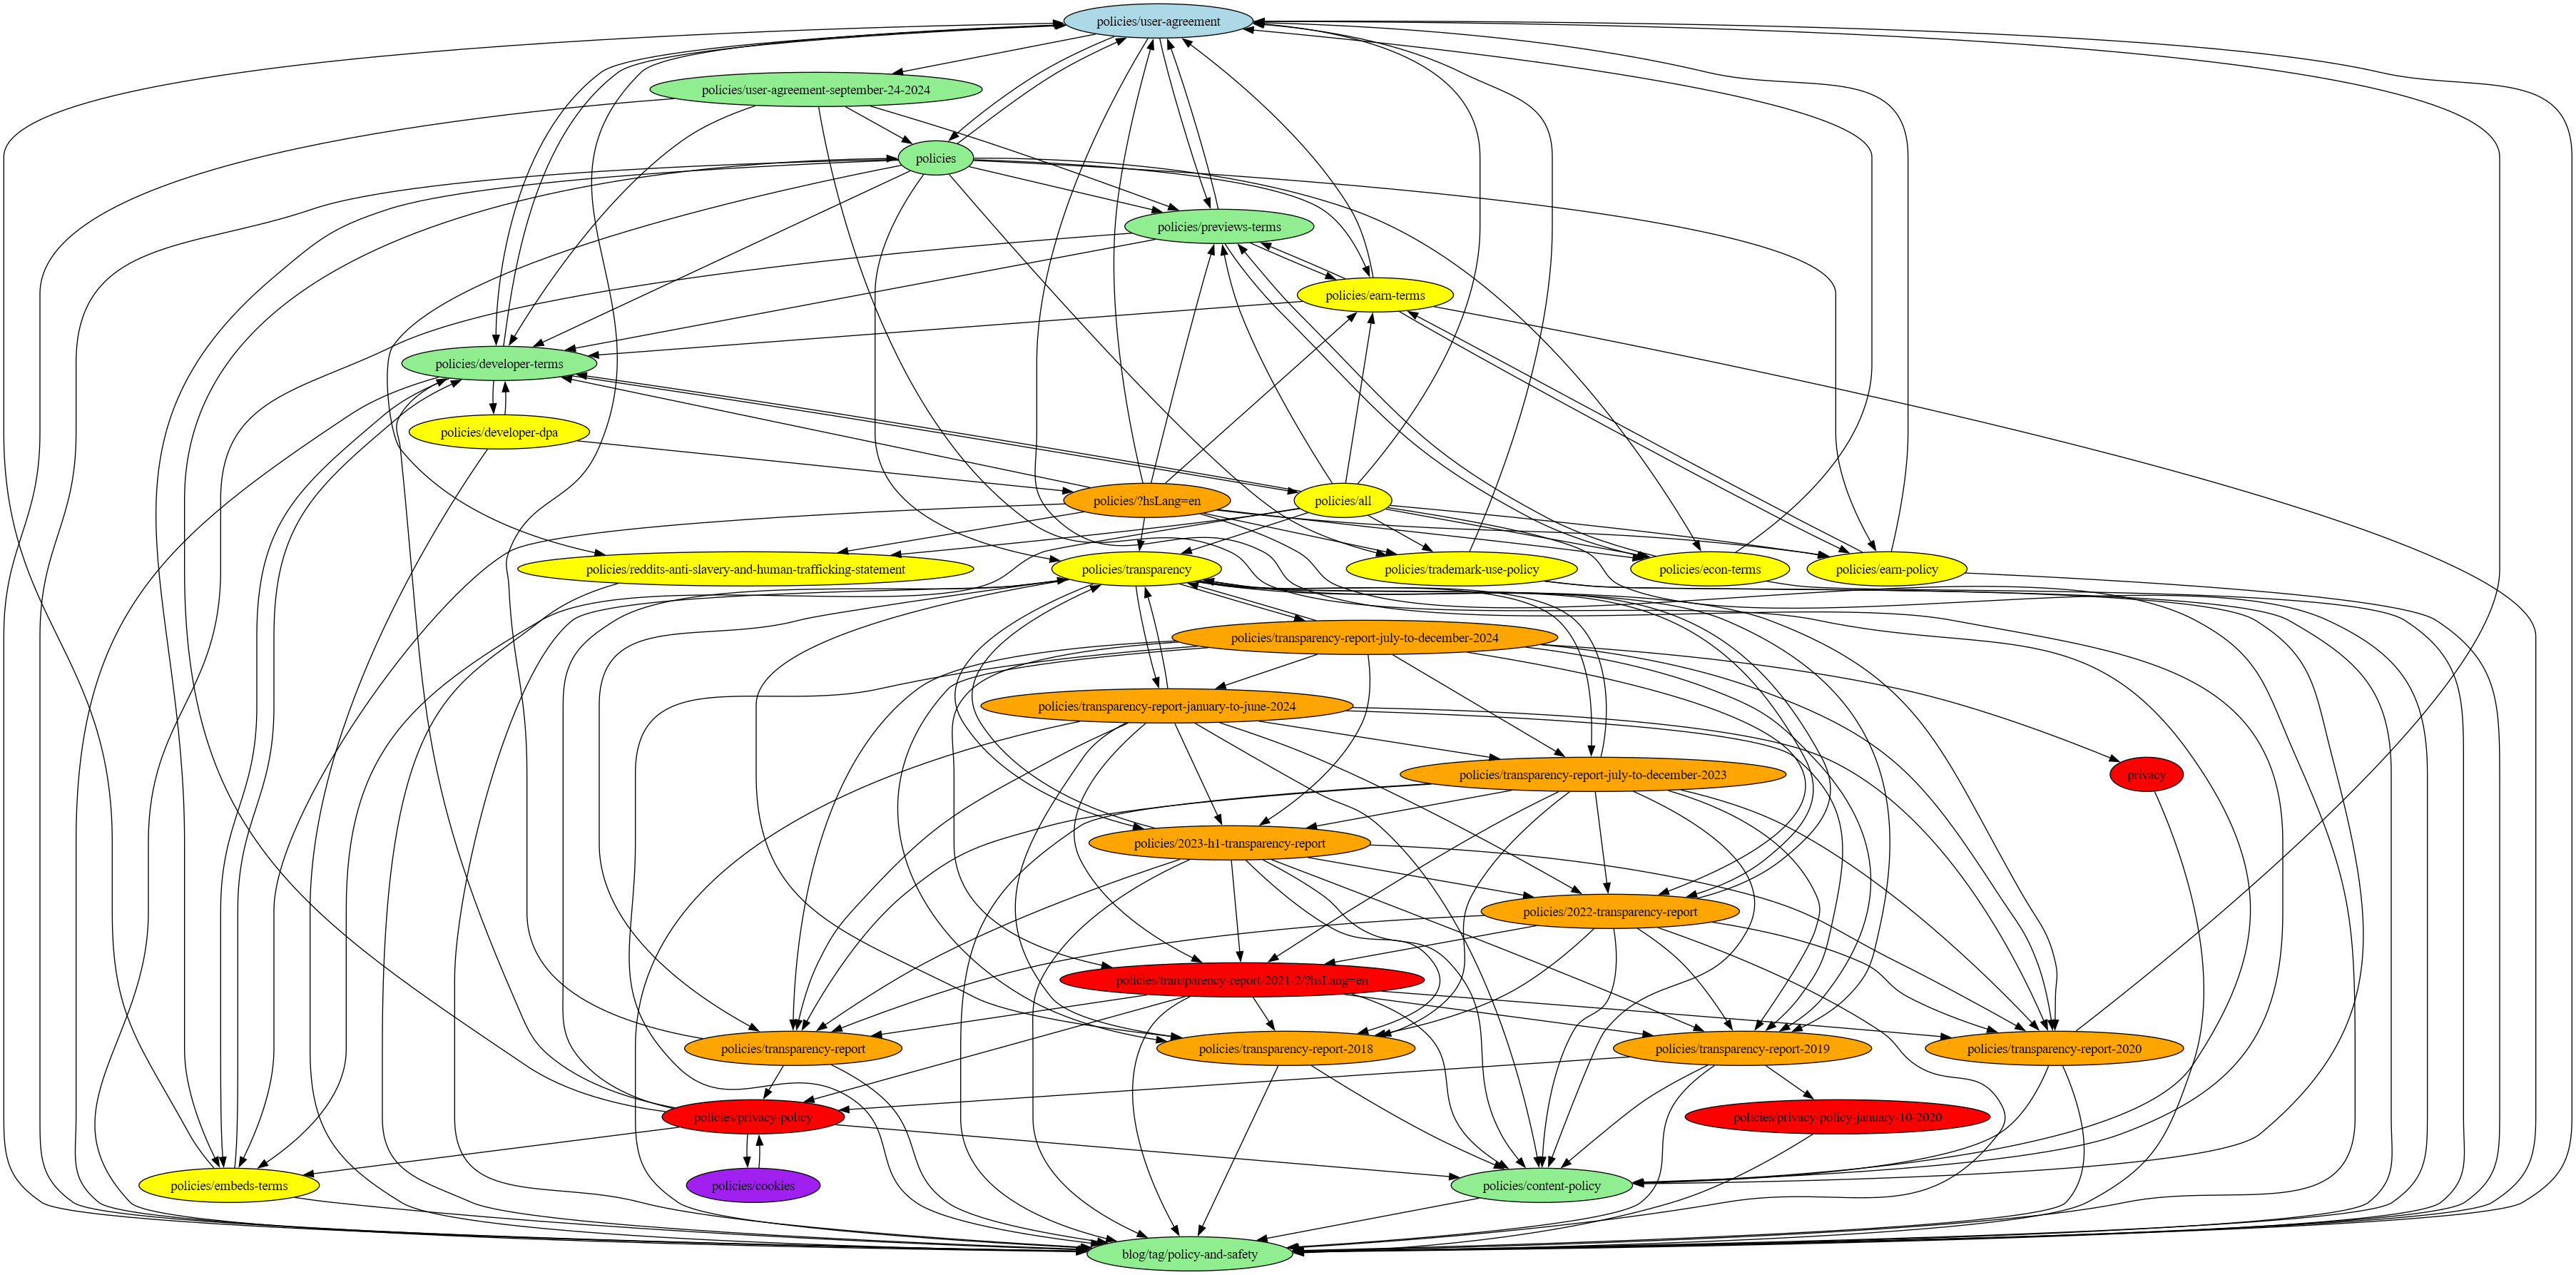 policies/user-agreement
policies/user-agreement-september-24-2024
policies
policies/previews-terms
policies/earn-terms
policies/developer-terms
policies/developer-dpa
policies/?hsLang=en
policies/all
policies/reddits-anti-slavery-and-human-trafficking-statement
policies/transparency
policies/trademark-use-policy
policies/econ-terms
policies/earn-policy
policies/transparency-report-july-to-december-2024
policies/transparency-report-january-to-june-2024
policies/transparency-report-july-to-december-2023
privacy
policies/2023-h1-transparency-report
policies/2022-transparency-report
policies/transparency-report-2021-2/?hsLang=en
policies/transparency-report
policies/transparency-report-2018
policies/transparency-report-2019
policies/transparency-report-2020
policies/privacy-policy
policies/privacy-policy-january-10-2020
policies/embeds-terms
policies/cookies
policies/content-policy
blog/tag/policy-and-safety